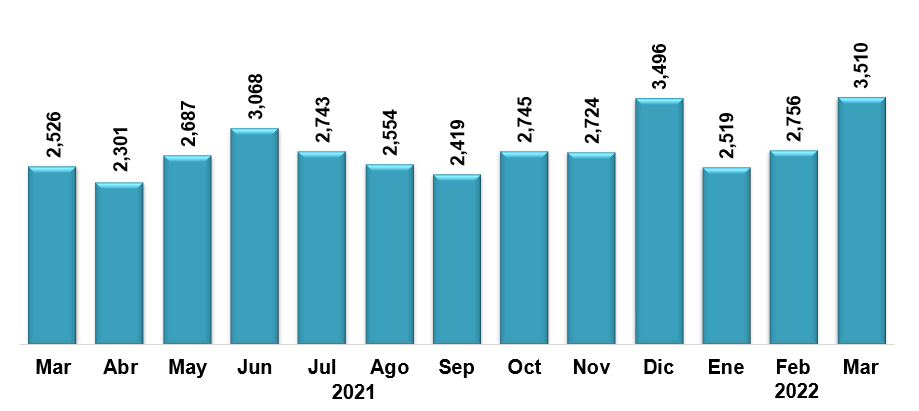 2,526 2,301 2,687 3,068 2,743 2,554 2,419 2,745 2,724 3,496 2,519 2,756 3,510
Mar Abr May Jun Jul Ago Sep Oct Nov Dic Ene Feb Mar
2021 2022